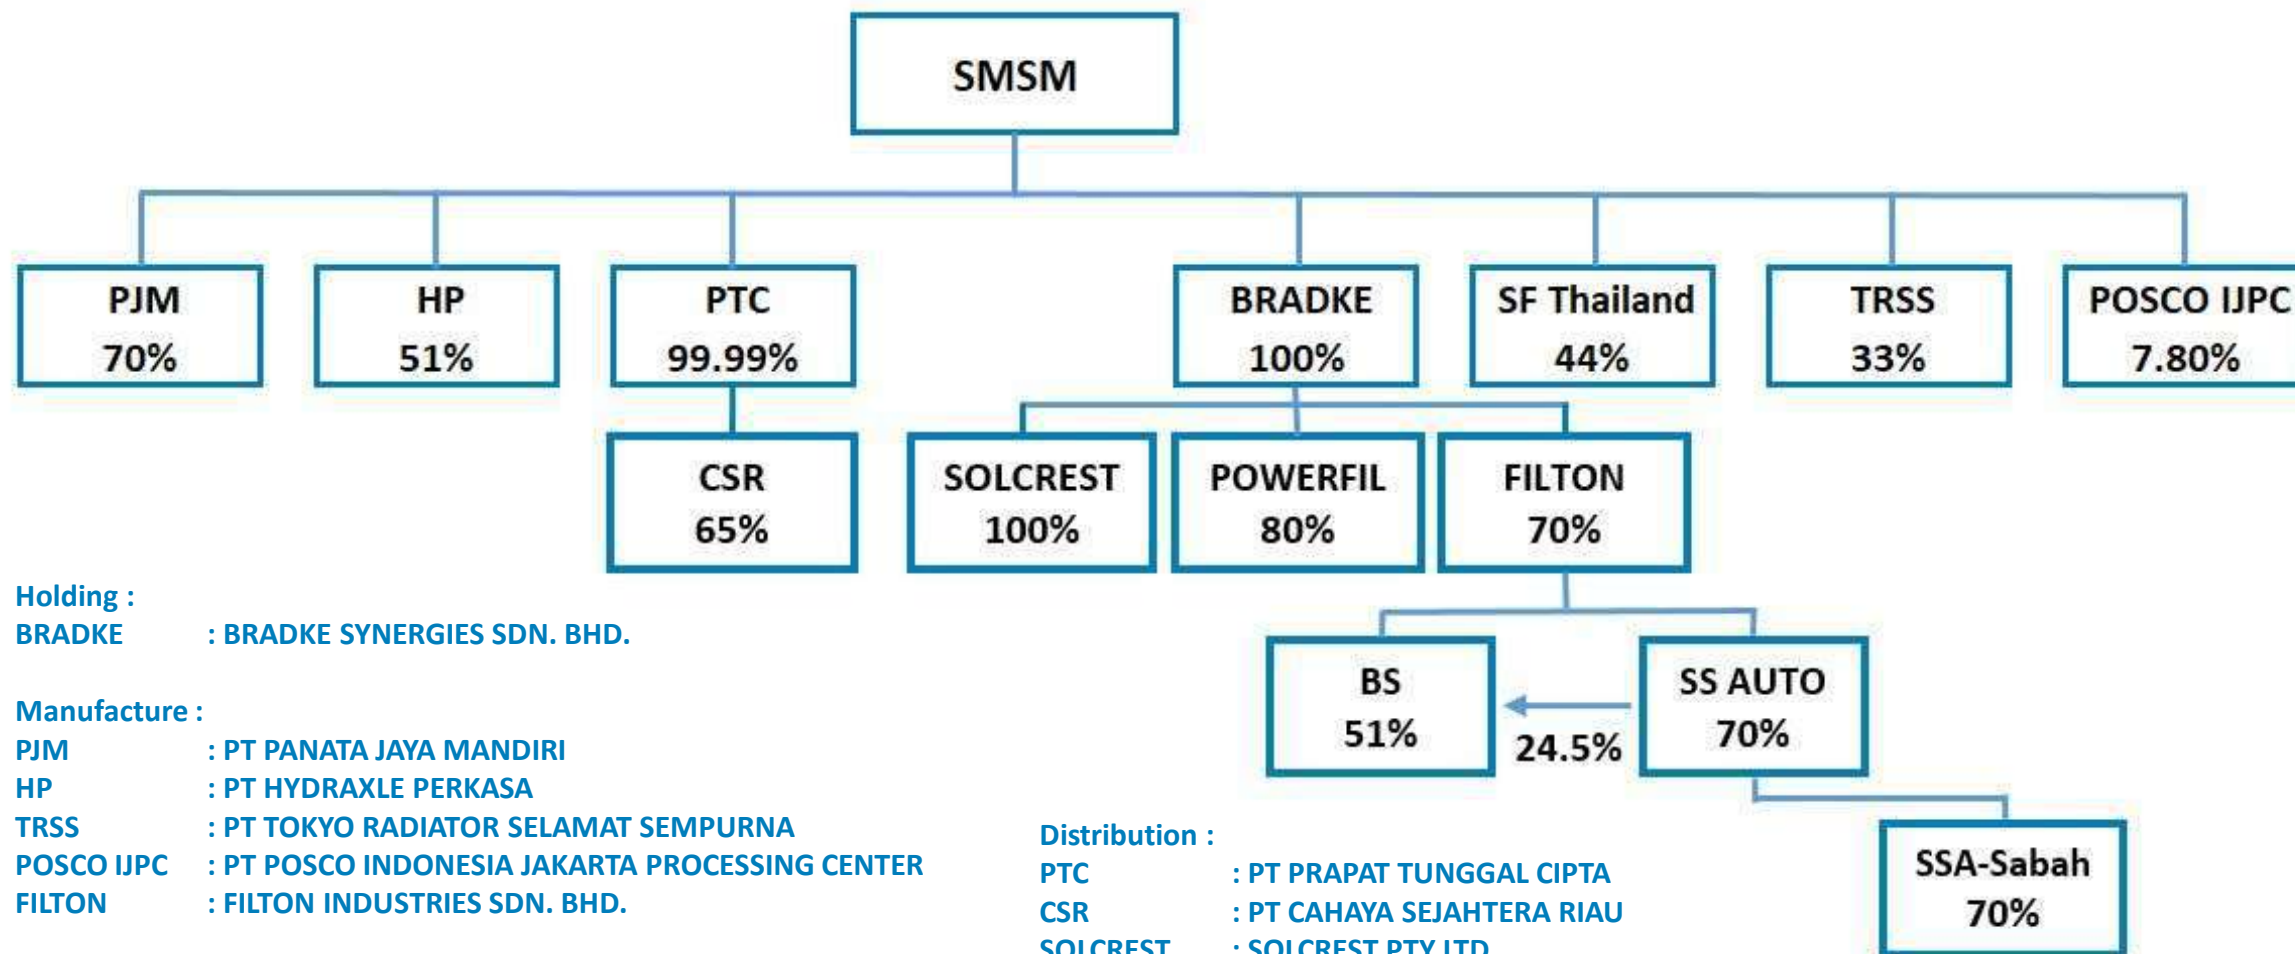 SMSM
PJM
70%
HP
51%
PTC
99.99%
BRADKE
100%
SF Thailand
44%
TRSS
33%
POSCO IJPC
7.80%
CSR
65%
SOLCREST
100%
POWERFIL
80%
FILTON
70%
BS
51%
24.5%
SS AUTO
70%
SSA-Sabah
70%
Holding :
BRADKE : BRADKE SYNERGIES SDN. BHD.
Manufacture :
PJM : PT PANATA JAYA MANDIRI
HP : PT HYDRAXLE PERKASA
TRSS : PT TOKYO RADIATOR SELAMAT SEMPURNA
POSCO IJPC : PT POSCO INDONESIA JAKARTA PROCESSING CENTER
FILTON : FILTON INDUSTRIES SDN. BHD.
Distribution :
PTC : PT PRAPAT TUNGGAL CIPTA
CSR : PT CAHAYA SEJAHTERA RIAU
SOLCREST : SOLCREST PTY LTD